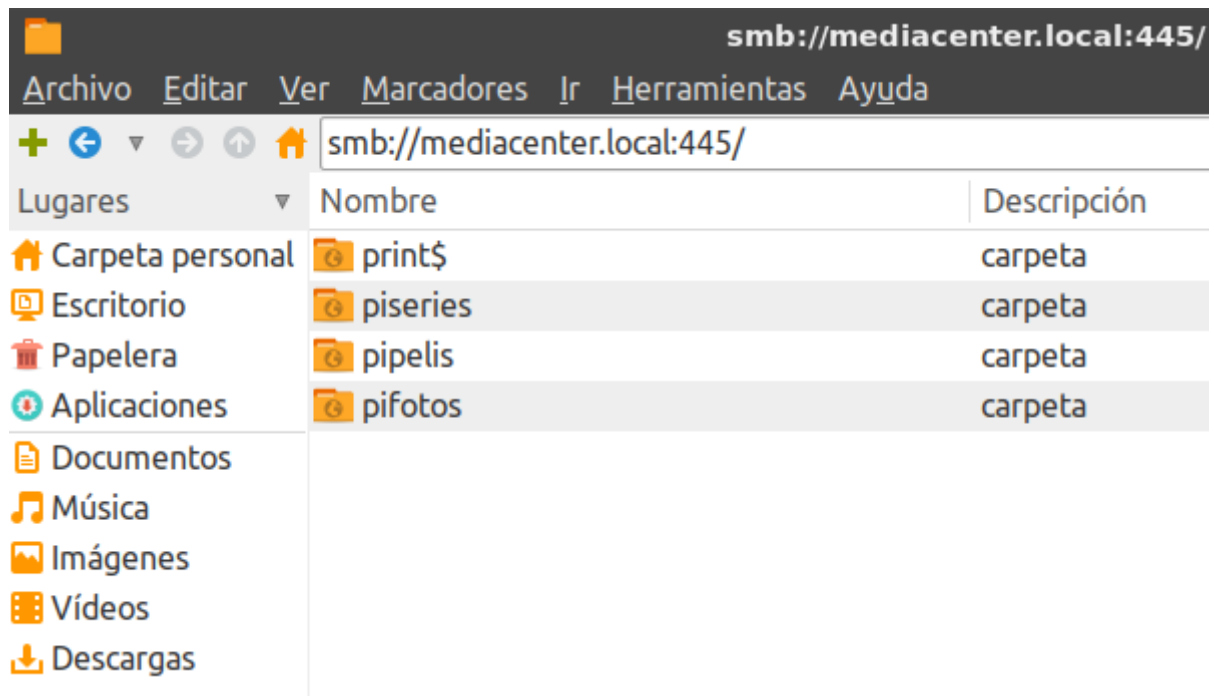 smb://mediacenter.local:445/
Archivo Editar Ver Marcadores Ir Herramientas Ayuda
smb://mediacenter.local:445/
Lugares Nombre Descripción
Carpeta personal print$ carpeta
Escritorio piseries carpeta
Papelera pipelis carpeta
Aplicaciones pifotos carpeta
Documentos
Música
Imágenes
Vídeos
Descargas